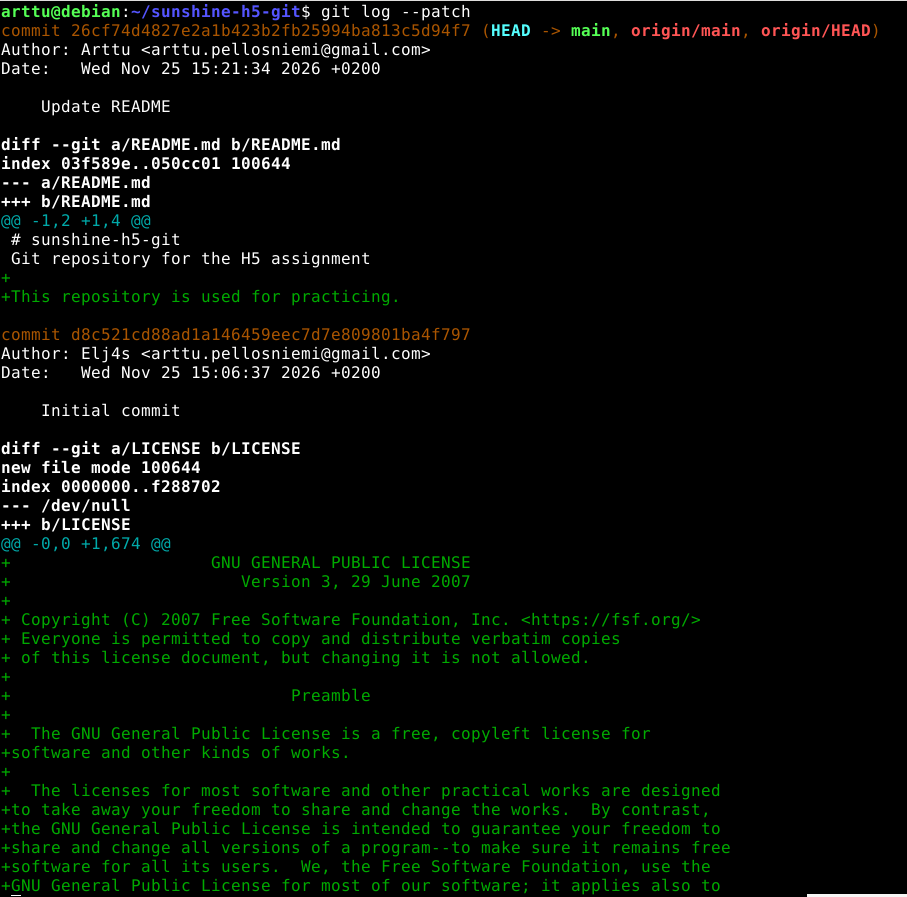 arttu@debian:~/sunshine-h5-git$ git log --patch
commit 26cf74d4827e2a1b423b2fb25994ba813c5d94f7 (HEAD -> main, origin/main, origin/HEAD)
Author: Arttu <arttu.pellosniemi@gmail.com>
Date:   Wed Nov 25 15:21:34 2026 +0200

    Update README

diff --git a/README.md b/README.md
index 03f589e..050cc01 100644
--- a/README.md
+++ b/README.md
@@ -1,2 +1,4 @@
 # sunshine-h5-git
 Git repository for the H5 assignment
+
+This repository is used for practicing.

commit d8c521cd88ad1a146459eec7d7e809801ba4f797
Author: Elj4s <arttu.pellosniemi@gmail.com>
Date:   Wed Nov 25 15:06:37 2026 +0200

    Initial commit

diff --git a/LICENSE b/LICENSE
new file mode 100644
index 0000000..f288702
--- /dev/null
+++ b/LICENSE
@@ -0,0 +1,674 @@
+                    GNU GENERAL PUBLIC LICENSE
+                       Version 3, 29 June 2007
+
+ Copyright (C) 2007 Free Software Foundation, Inc. <https://fsf.org/>
+ Everyone is permitted to copy and distribute verbatim copies
+ of this license document, but changing it is not allowed.
+
+                            Preamble
+
+  The GNU General Public License is a free, copyleft license for
+software and other kinds of works.
+
+  The licenses for most software and other practical works are designed
+to take away your freedom to share and change the works.  By contrast,
+the GNU General Public License is intended to guarantee your freedom to
+share and change all versions of a program--to make sure it remains free
+software for all its users.  We, the Free Software Foundation, use the
+GNU General Public License for most of our software; it applies also to